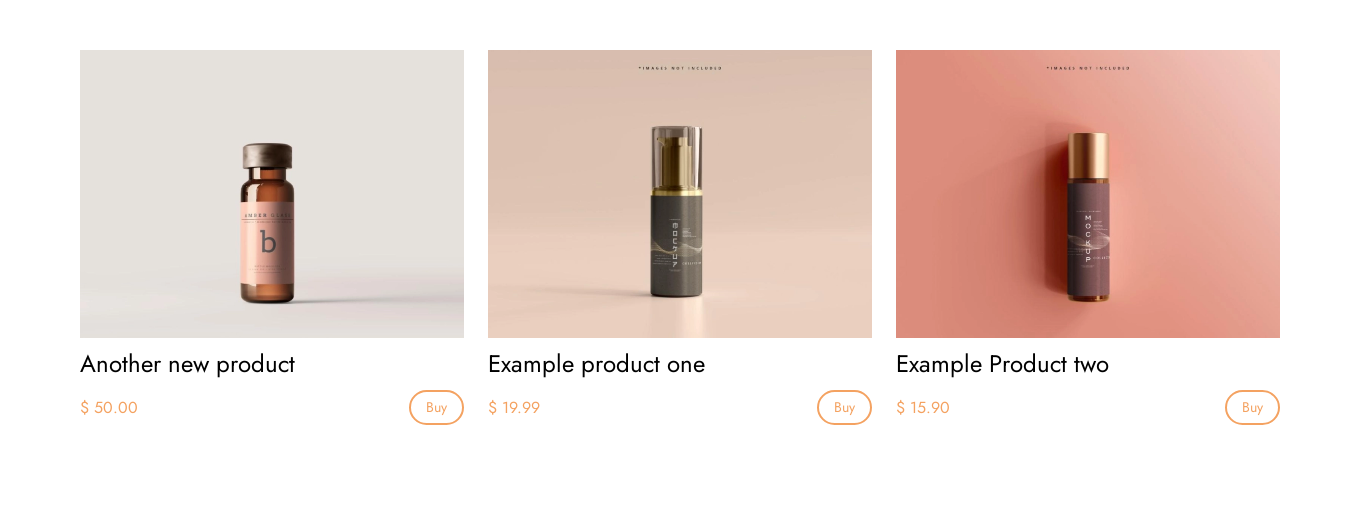 AMBER GLASS
b
*IMAGES NOT INCLUDED
MOCKUP
*IMAGES NOT INCLUDED
MOCKUP
Another new product
Example product one
Example Product two
$ 50.00
Buy
$ 19.99
Buy
$ 15.90
Buy